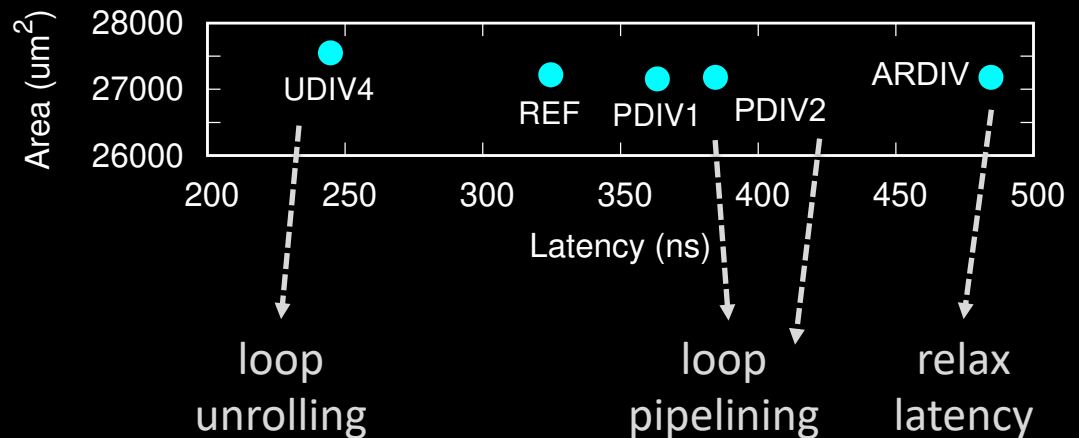 Area (um²)
28000
27000
26000
UDIV4
REF
PDIV1
PDIV2
ARDIV
200 250 300 350 400 450 500
Latency (ns)
loop
unrolling
loop
pipelining
relax
latency